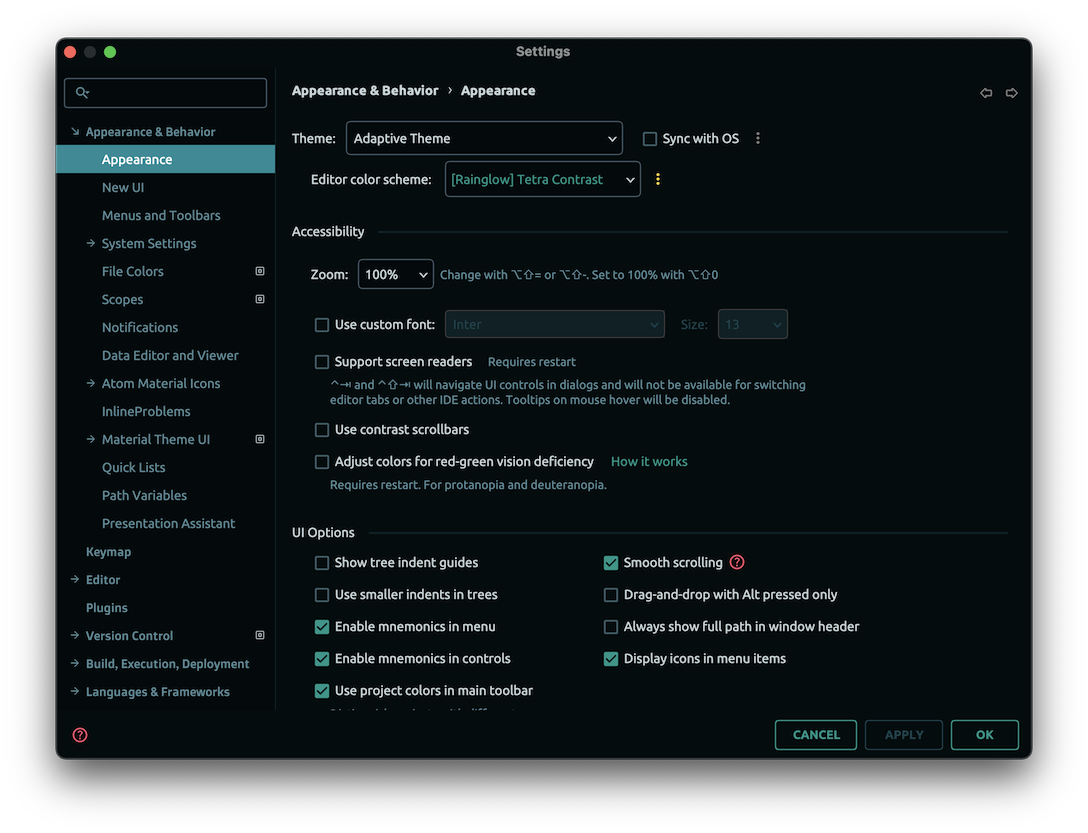 Settings
Appearance & Behavior
Appearance
New UI
Menus and Toolbars
System Settings
File Colors
Scopes
Notifications
Data Editor and Viewer
Atom Material Icons
InlineProblems
Material Theme UI
Quick Lists
Path Variables
Presentation Assistant
Keymap
Editor
Plugins
Version Control
Build, Execution, Deployment
Languages & Frameworks
Appearance & Behavior › Appearance
Theme: Adaptive Theme Sync with OS
Editor color scheme: [Rainglow] Tetra Contrast
Accessibility
Zoom: 100% Change with ⌥⇧= or ⌥⇧-. Set to 100% with ⌥⇧0
Use custom font: Inter Size: 13
Support screen readers Requires restart
⌃⇥ and ⌃⇧⇥ will navigate UI controls in dialogs and will not be available for switching
editor tabs or other IDE actions. Tooltips on mouse hover will be disabled.
Use contrast scrollbars
Adjust colors for red-green vision deficiency How it works
Requires restart. For protanopia and deuteranopia.
UI Options
Show tree indent guides Smooth scrolling ?
Use smaller indents in trees Drag-and-drop with Alt pressed only
Enable mnemonics in menu Always show full path in window header
Enable mnemonics in controls Display icons in menu items
Use project colors in main toolbar
? CANCEL APPLY OK